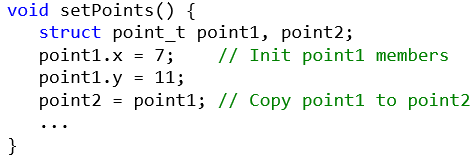 void setPoints() {
   struct point_t point1, point2;
   point1.x = 7;    // Init point1 members
   point1.y = 11;
   point2 = point1; // Copy point1 to point2
   ...
}